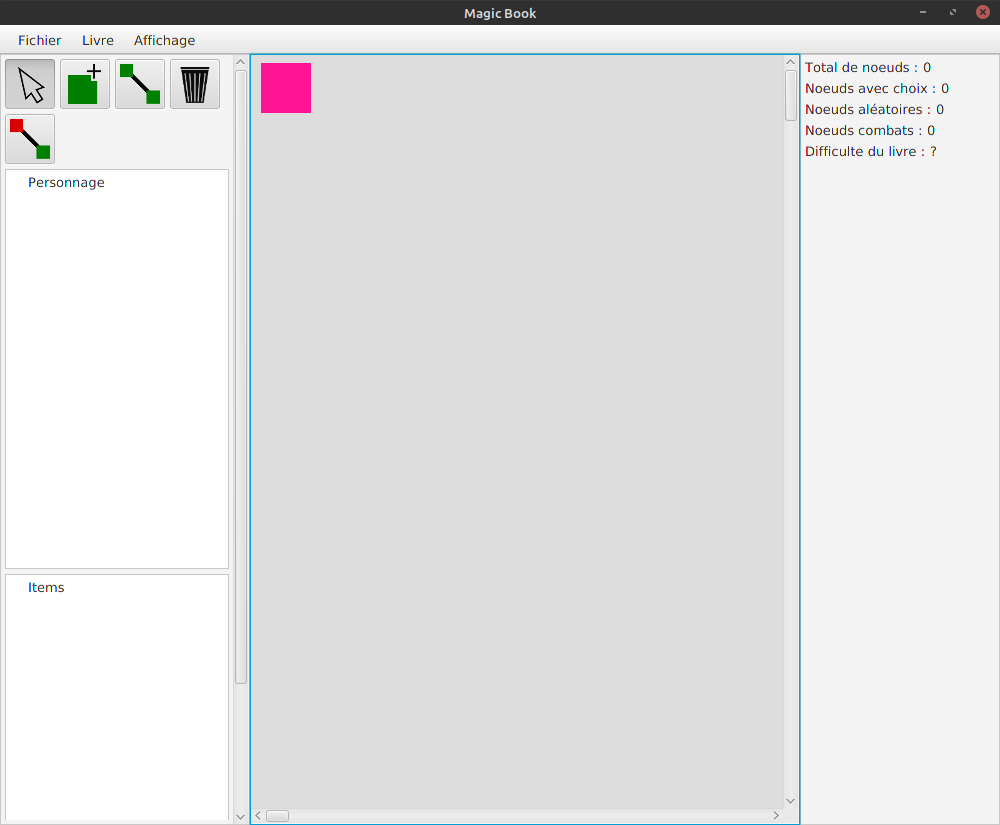 Magic Book
Fichier Livre Affichage
Personnage
Items
Total de noeuds : 0
Noeuds avec choix : 0
Noeuds aléatoires : 0
Noeuds combats : 0
Difficulte du livre : ?